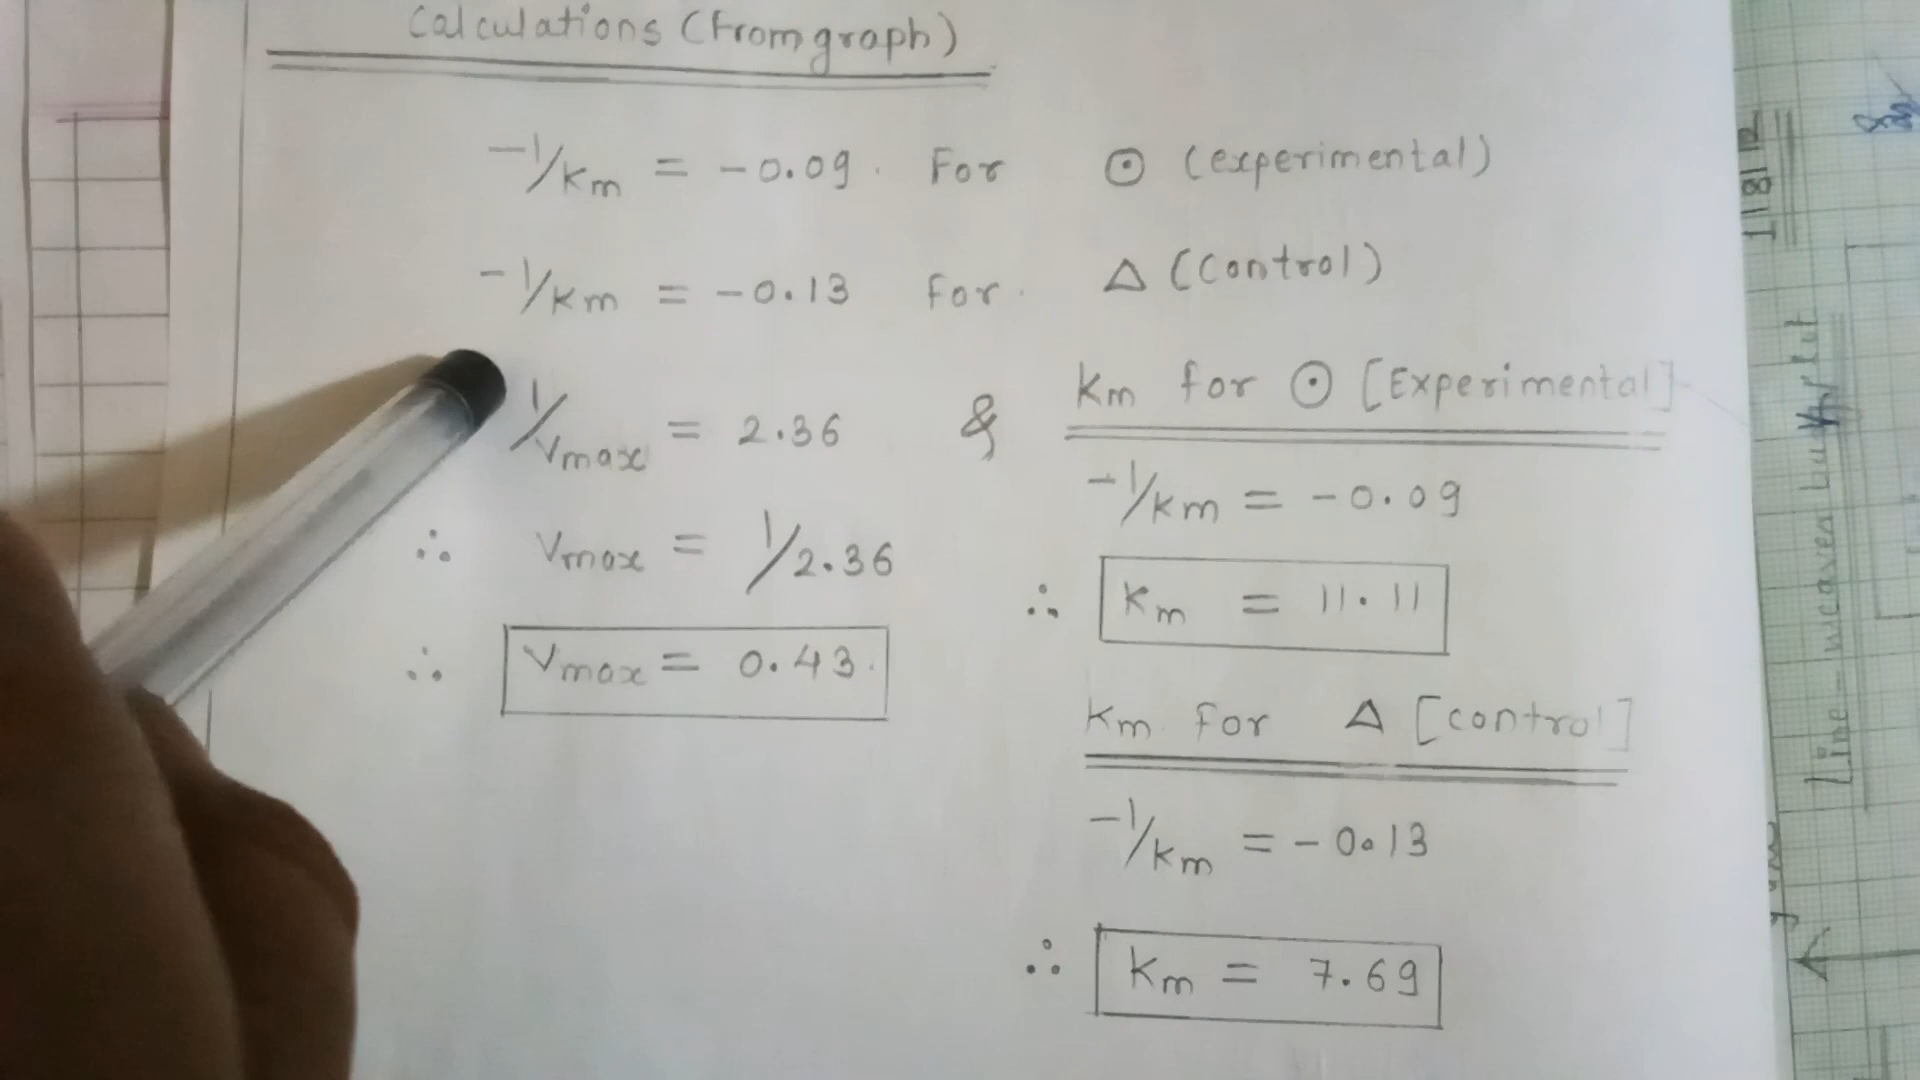 Calculations (From graph)
-1/Km = -0.09. For ⊙ (experimental)
-1/Km = -0.13 For. Δ (Control)
1/Vmax = 2.36 & Km for ⊙ [Experimental]
-1/Km = -0.09
∴ Vmax = 1/2.36
∴ Km = 11.11
∴ Vmax = 0.43.
Km For Δ [control]
-1/Km = -0.13
∴ Km = 7.69
Line-weaver